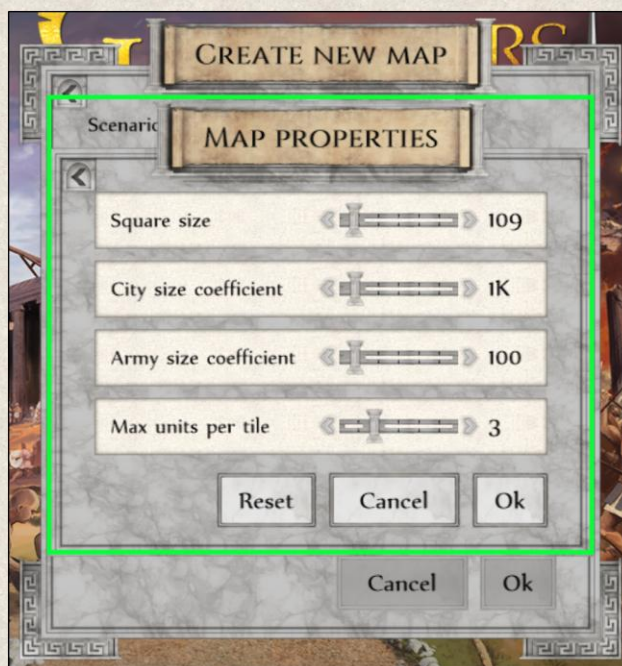 CREATE NEW MAP
Scenario
MAP PROPERTIES
Square size 109
City size coefficient 1K
Army size coefficient 100
Max units per tile 3
Reset Cancel Ok
Cancel Ok